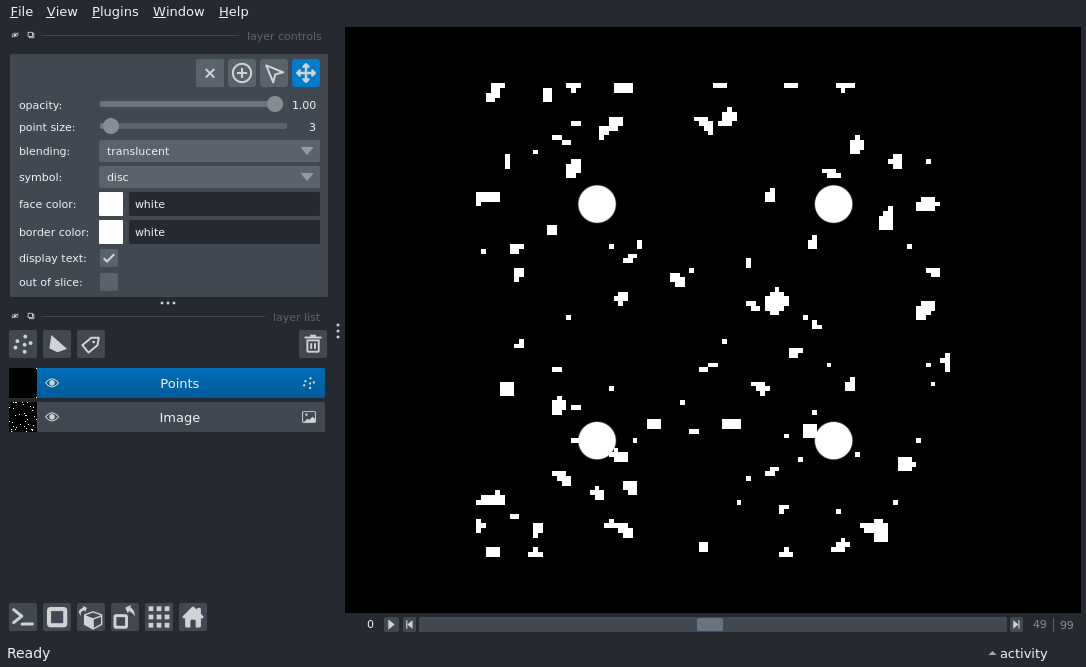 File View Plugins Window Help
layer controls
opacity: 1.00
point size: 3
blending: translucent
symbol: disc
face color: white
border color: white
display text:
out of slice:
layer list
Points
Image
0 49 | 99
Ready activity